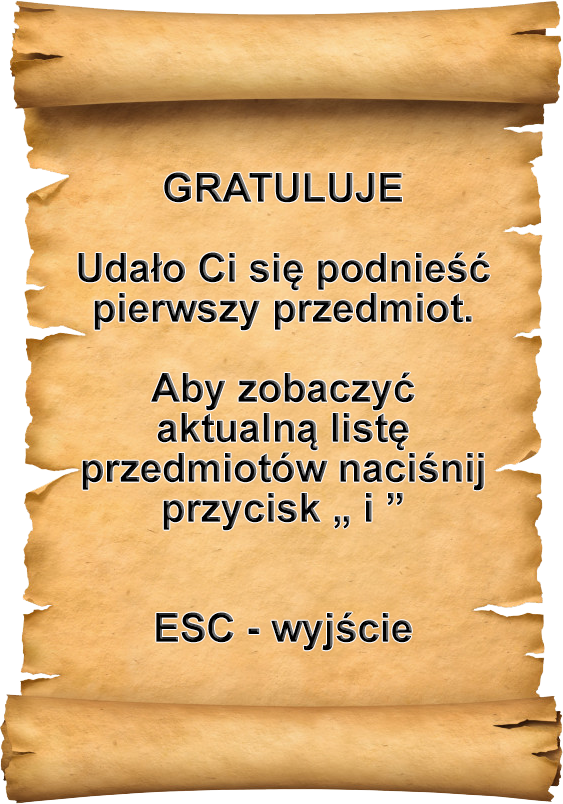 GRATULUJE
Udało Ci się podnieść
pierwszy przedmiot.
Aby zobaczyć
aktualną listę
przedmiotów naciśnij
przycisk „ i ”
ESC - wyjście